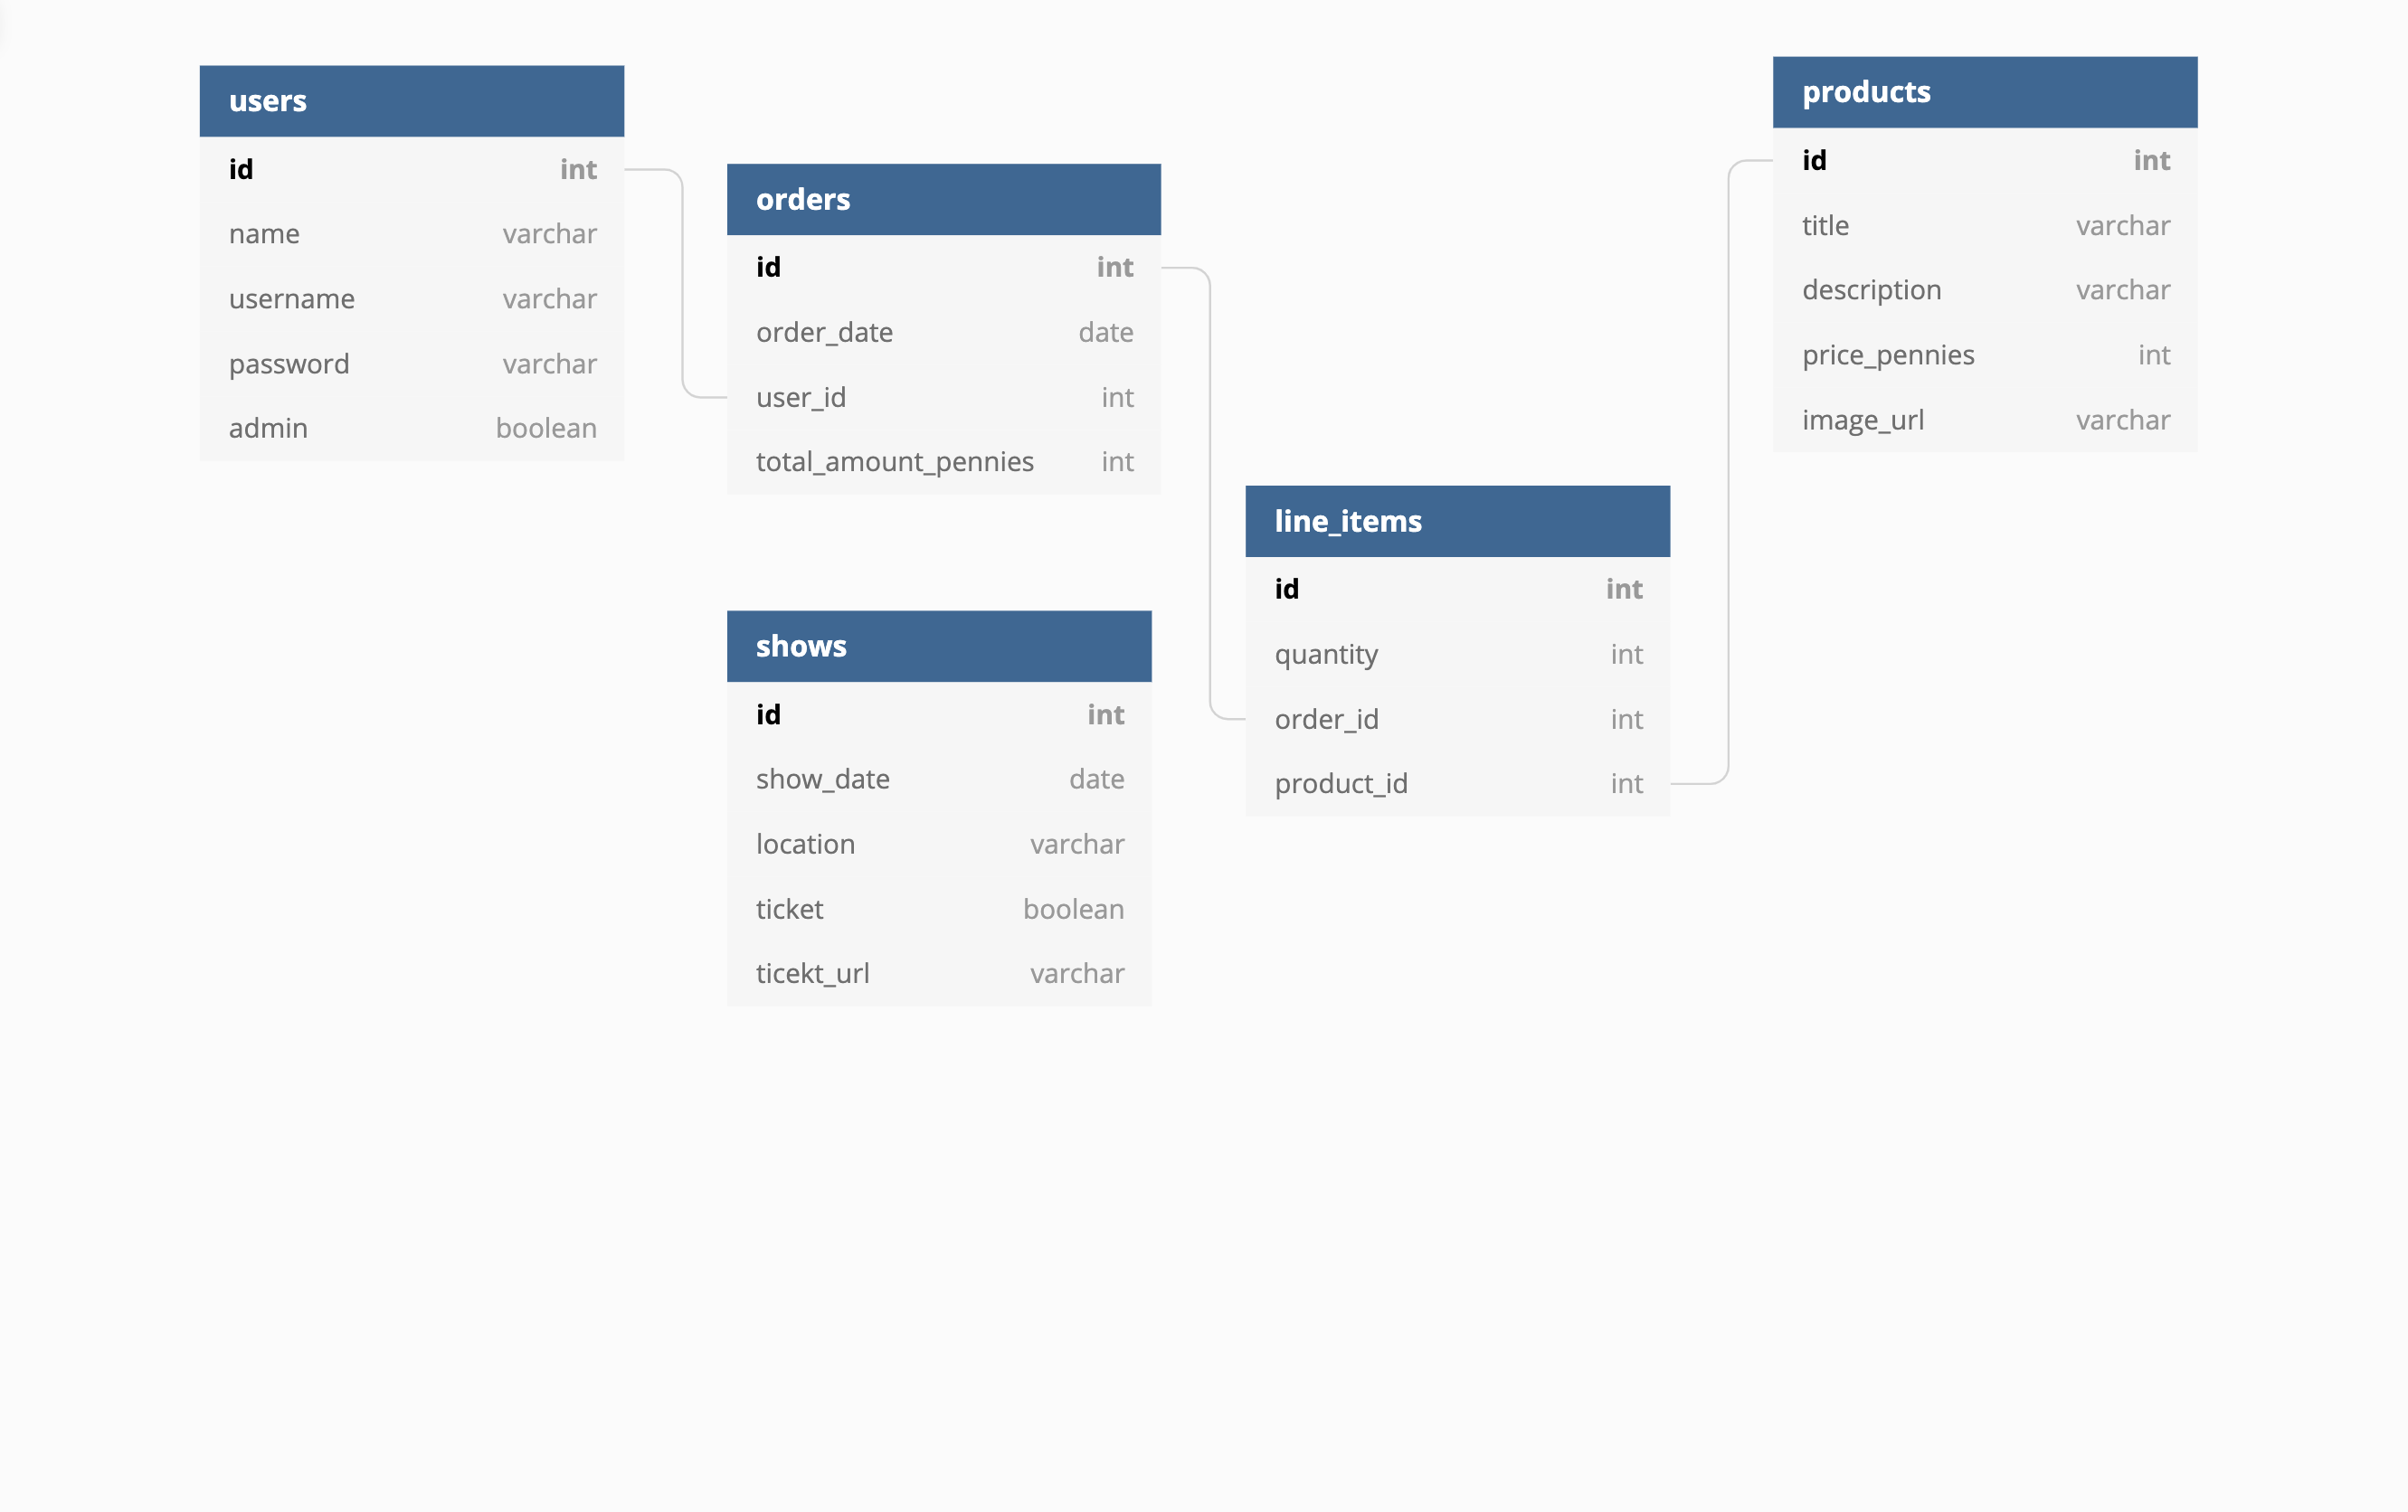 users
id int
name varchar
username varchar
password varchar
admin boolean
orders
id int
order_date date
user_id int
total_amount_pennies int
shows
id int
show_date date
location varchar
ticket boolean
ticekt_url varchar
line_items
id int
quantity int
order_id int
product_id int
products
id int
title varchar
description varchar
price_pennies int
image_url varchar